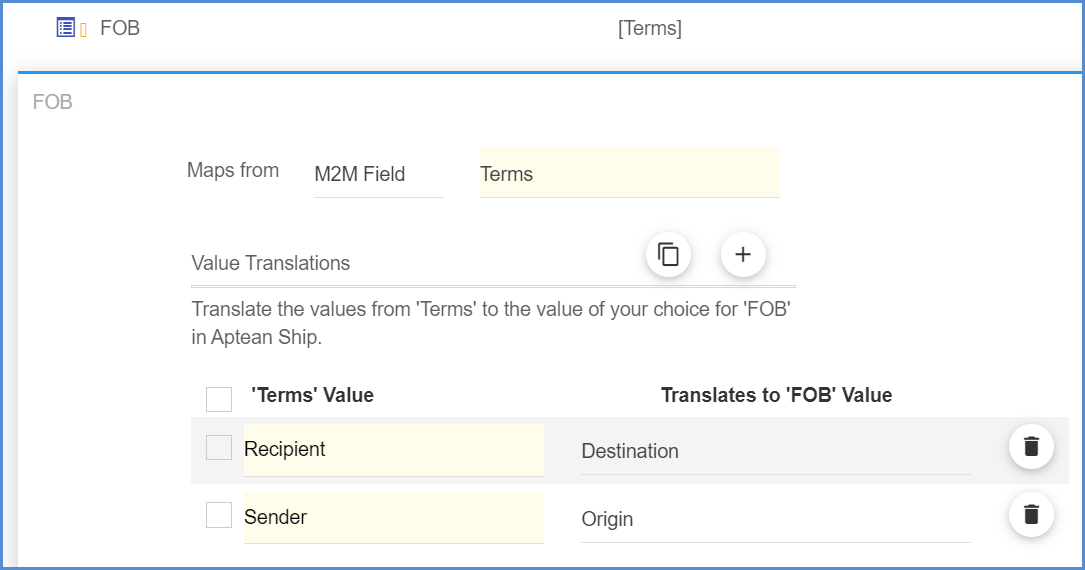 FOB [Terms]
FOB
Maps from M2M Field Terms
Value Translations
Translate the values from 'Terms' to the value of your choice for 'FOB'
in Aptean Ship.
'Terms' Value Translates to 'FOB' Value
Recipient Destination
Sender Origin